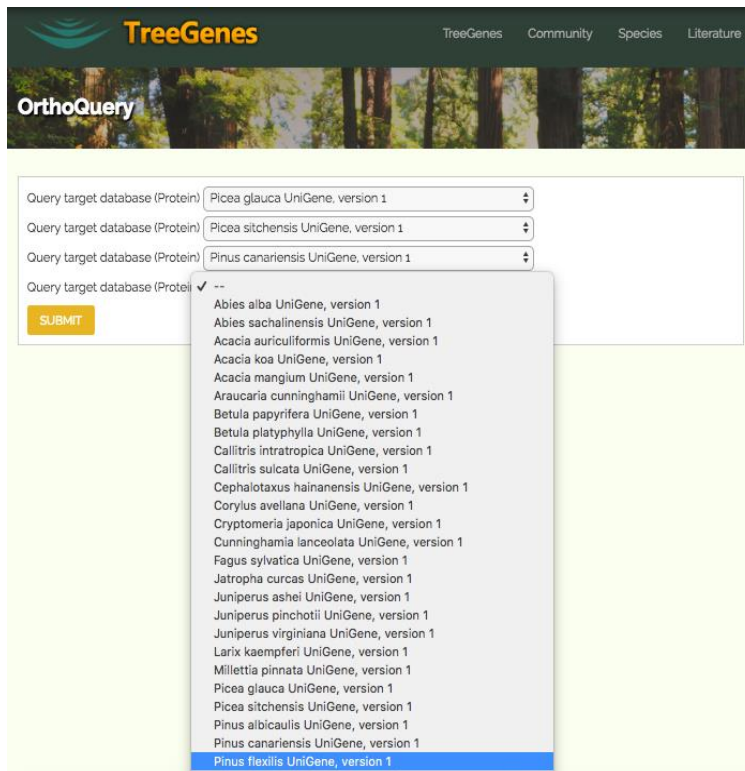 TreeGenes
TreeGenes Community Species Literature
OrthoQuery
Query target database (Protein) Picea glauca UniGene, version 1
Query target database (Protein) Picea sitchensis UniGene, version 1
Query target database (Protein) Pinus canariensis UniGene, version 1
Query target database (Protei ✓ --
SUBMIT
Abies alba UniGene, version 1
Abies sachalinensis UniGene, version 1
Acacia auriculiformis UniGene, version 1
Acacia koa UniGene, version 1
Acacia mangium UniGene, version 1
Araucaria cunninghamii UniGene, version 1
Betula papyrifera UniGene, version 1
Betula platyphylla UniGene, version 1
Callitris intratropica UniGene, version 1
Callitris sulcata UniGene, version 1
Cephalotaxus hainanensis UniGene, version 1
Corylus avellana UniGene, version 1
Cryptomeria japonica UniGene, version 1
Cunninghamia lanceolata UniGene, version 1
Fagus sylvatica UniGene, version 1
Jatropha curcas UniGene, version 1
Juniperus ashei UniGene, version 1
Juniperus pinchotii UniGene, version 1
Juniperus virginiana UniGene, version 1
Larix kaempferi UniGene, version 1
Millettia pinnata UniGene, version 1
Picea glauca UniGene, version 1
Picea sitchensis UniGene, version 1
Pinus albicaulis UniGene, version 1
Pinus canariensis UniGene, version 1
Pinus flexilis UniGene, version 1